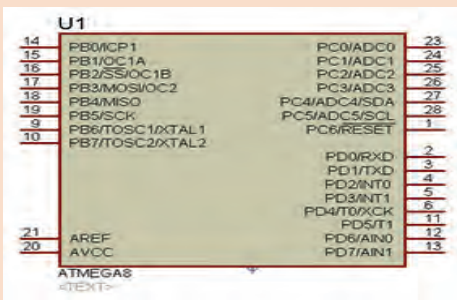 U1
14 PB0/ICP1 PC0/ADC0 23
15 PB1/OC1A PC1/ADC1 24
16 PB2/SS/OC1B PC2/ADC2 25
17 PB3/MOSI/OC2 PC3/ADC3 26
18 PB4/MISO PC4/ADC4/SDA 27
19 PB5/SCK PC5/ADC5/SCL 28
9 PB6/TOSC1/XTAL1 PC6/RESET 1
10 PB7/TOSC2/XTAL2
PD0/RXD 2
PD1/TXD 3
PD2/INT0 4
PD3/INT1 5
PD4/T0/XCK 6
PD5/T1 11
21 AREF PD6/AIN0 12
20 AVCC PD7/AIN1 13
ATMEGA8
<TEXT>